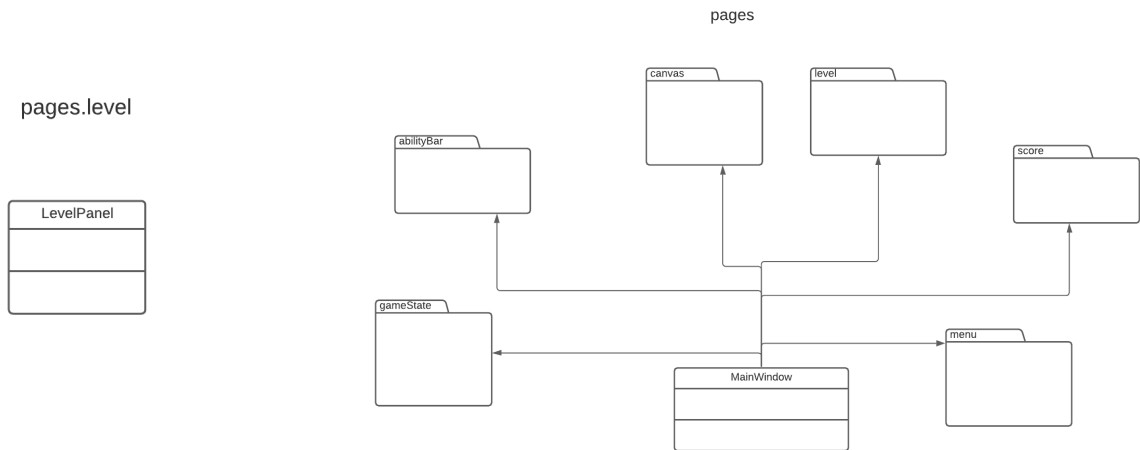 pages
canvas
level
pages.level
abilityBar
score
LevelPanel
gameState
menu
MainWindow